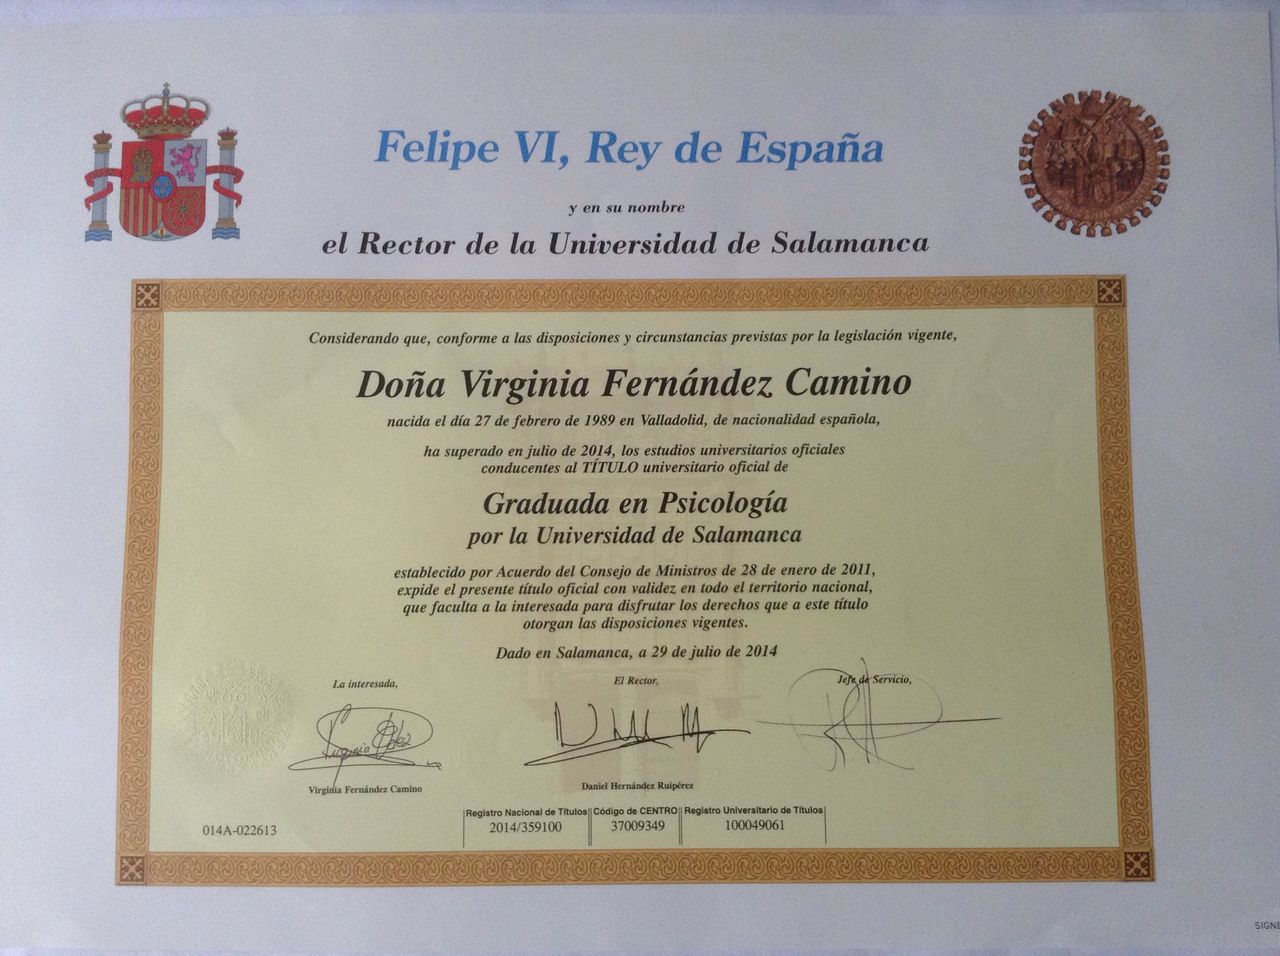 Felipe VI, Rey de España
y en su nombre
el Rector de la Universidad de Salamanca
Considerando que, conforme a las disposiciones y circunstancias previstas por la legislación vigente,
Doña Virginia Fernández Camino
nacida el día 27 de febrero de 1989 en Valladolid, de nacionalidad española,
ha superado en julio de 2014, los estudios universitarios oficiales
conducentes al TÍTULO universitario oficial de
Graduada en Psicología
por la Universidad de Salamanca
establecido por Acuerdo del Consejo de Ministros de 28 de enero de 2011,
expide el presente título oficial con validez en todo el territorio nacional,
que faculta a la interesada para disfrutar los derechos que a este título
otorgan las disposiciones vigentes.
Dado en Salamanca, a 29 de julio de 2014
La interesada, El Rector, Jefe de Servicio,
Virginia
Virginia Fernández Camino Daniel Hernández Ruipérez
Registro Nacional de Títulos Código de CENTRO Registro Universitario de Títulos
014A-022613 2014/359100 37009349 100049061
SIGNE